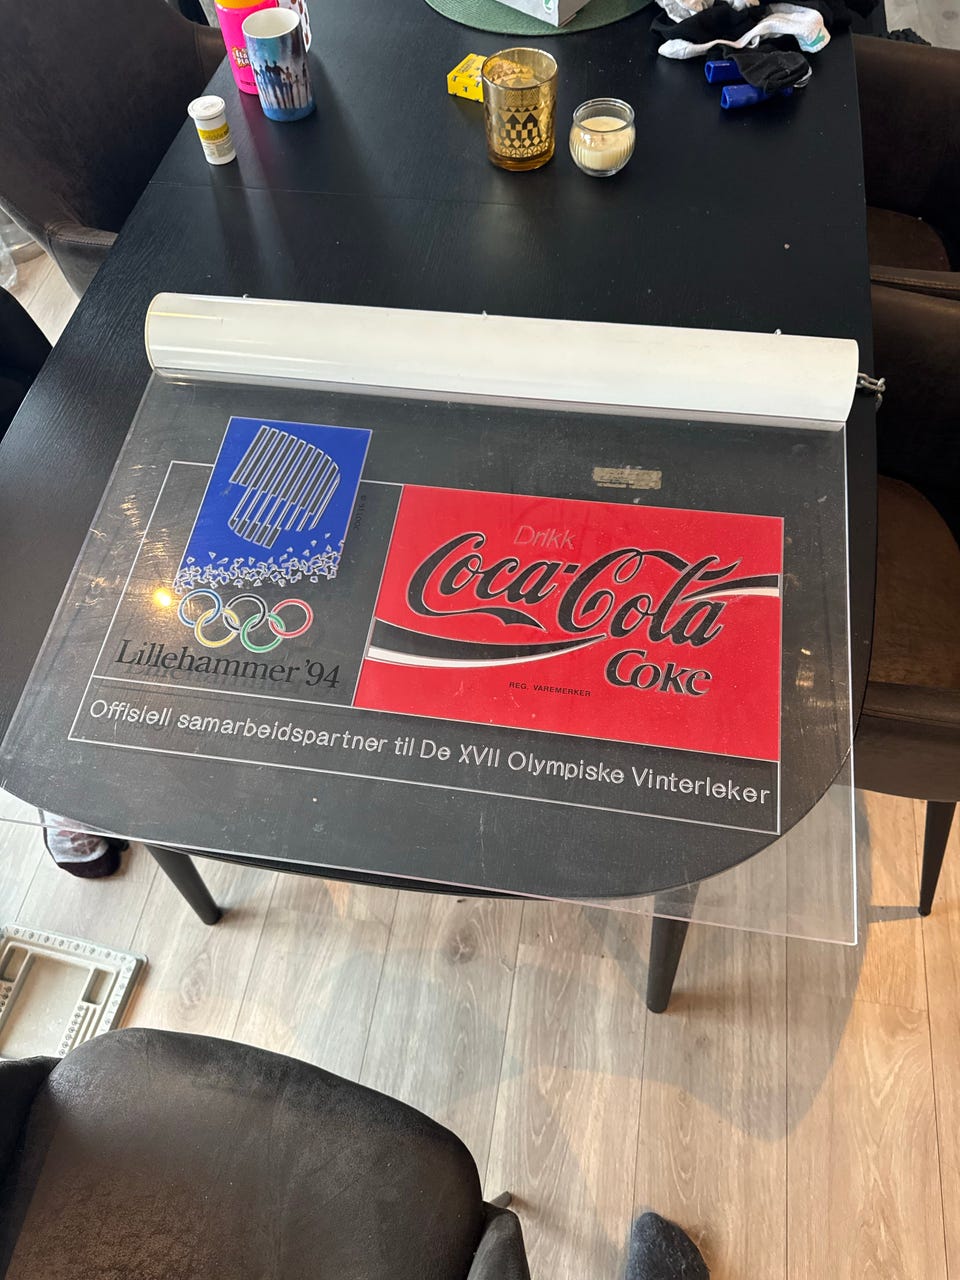 Drikk
Coca-Cola
Coke
REG. VAREMERKER
Lillehammer '94
Offisiell samarbeidspartner til De XVII Olympiske Vinterleker